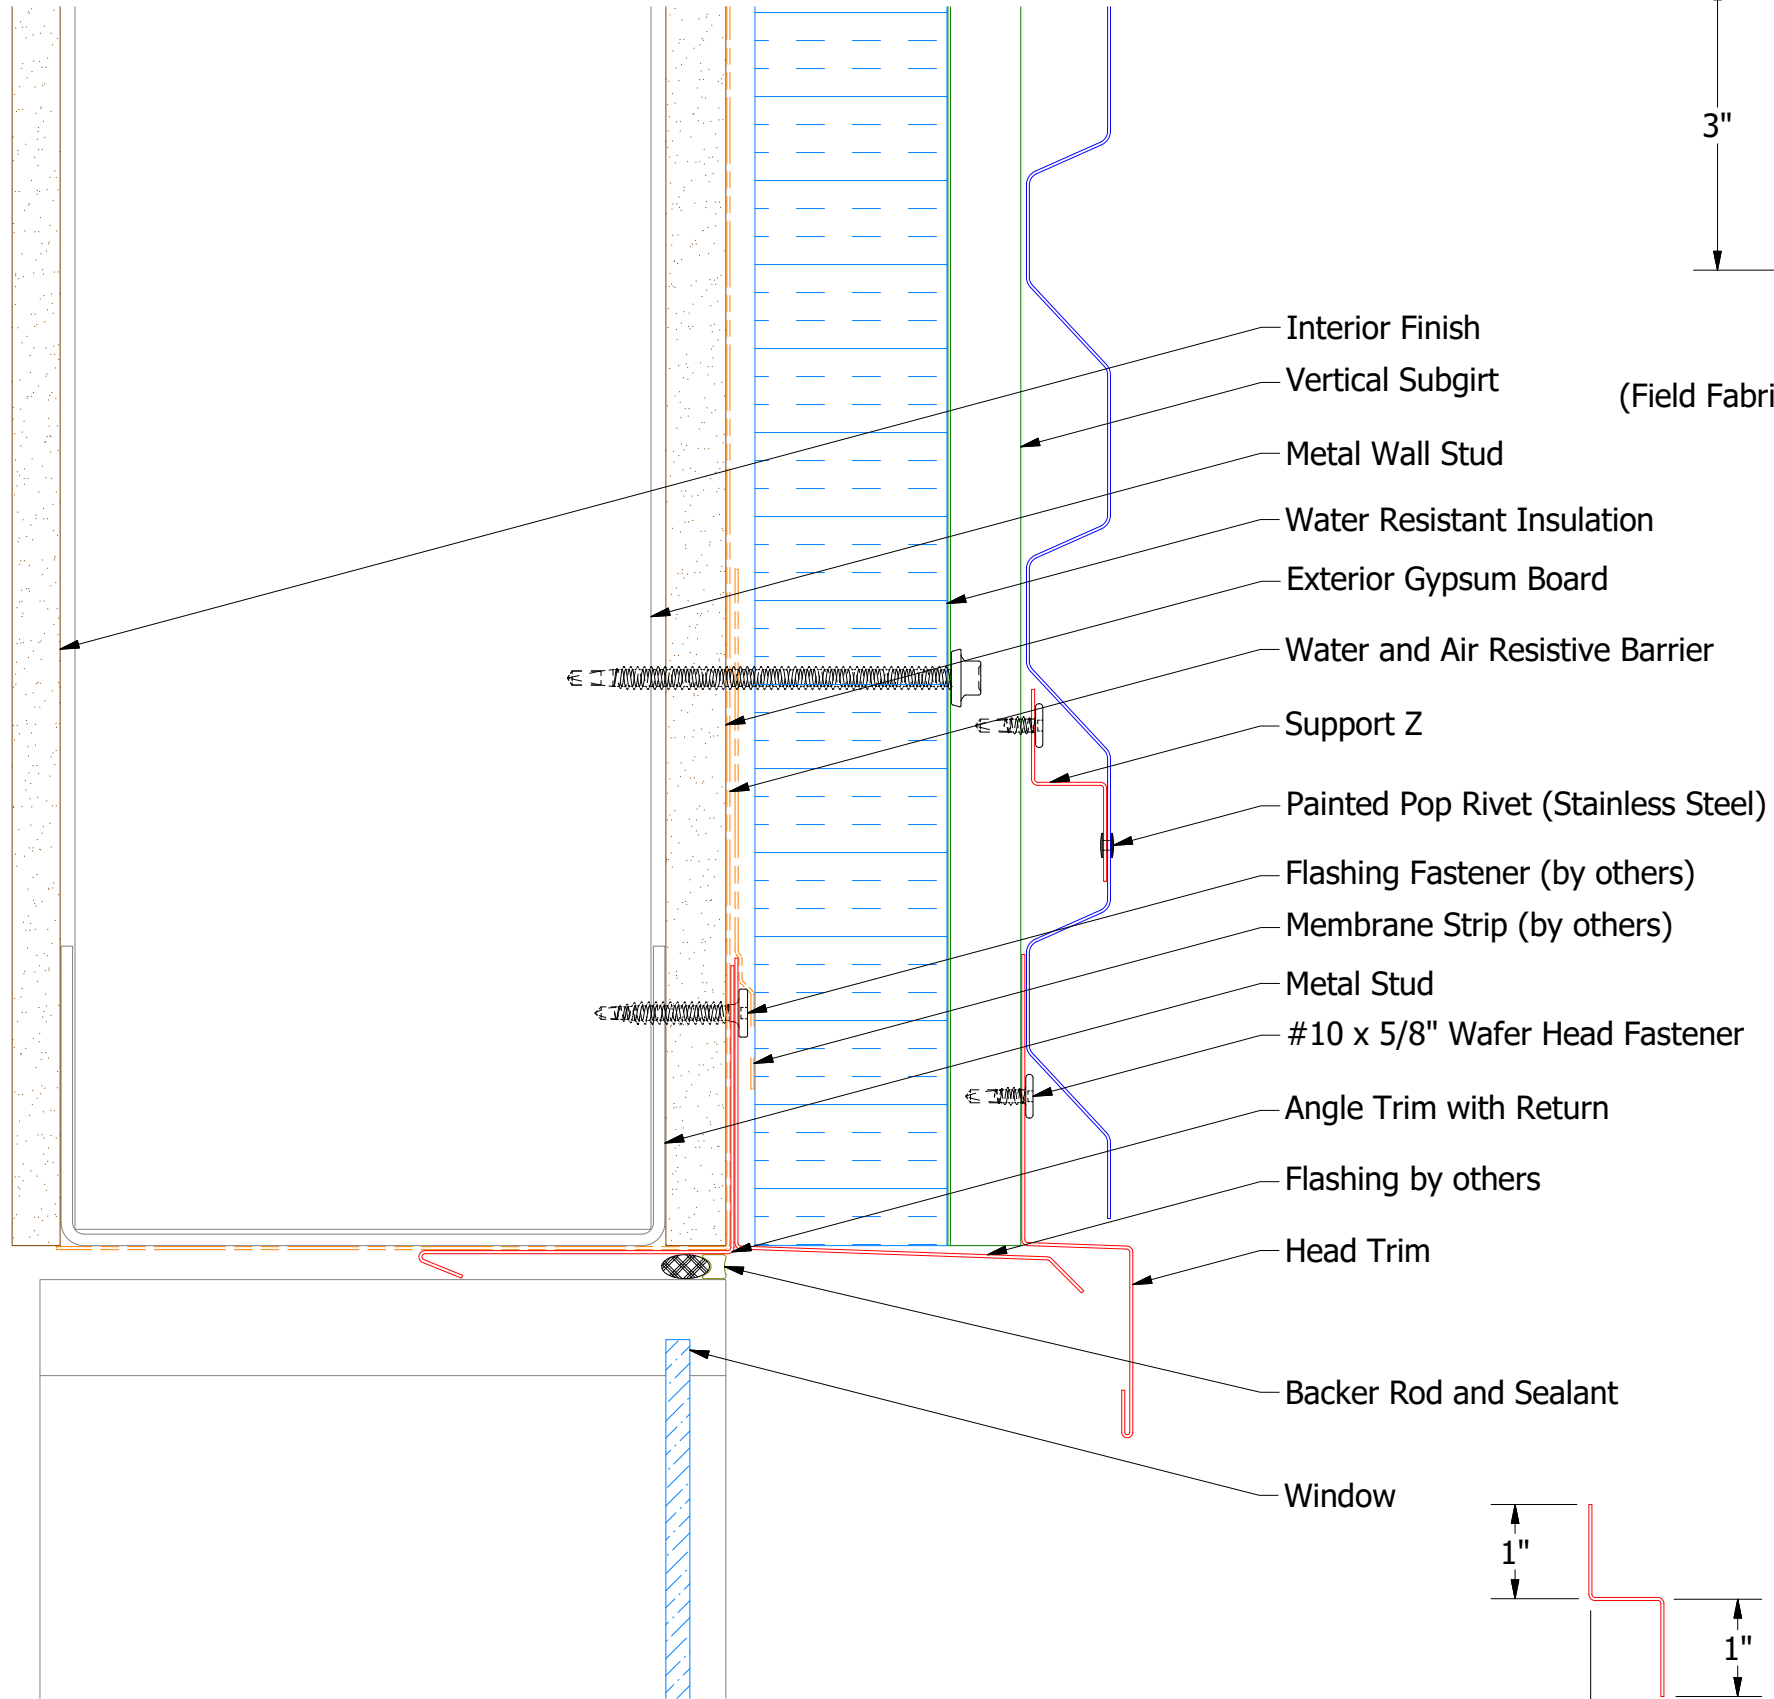 3"
Interior Finish
Vertical Subgirt
(Field Fabri
Metal Wall Stud
Water Resistant Insulation
Exterior Gypsum Board
Water and Air Resistive Barrier
Support Z
Painted Pop Rivet (Stainless Steel)
Flashing Fastener (by others)
Membrane Strip (by others)
Metal Stud
#10 x 5/8" Wafer Head Fastener
Angle Trim with Return
Flashing by others
Head Trim
Backer Rod and Sealant
Window
1"
1"